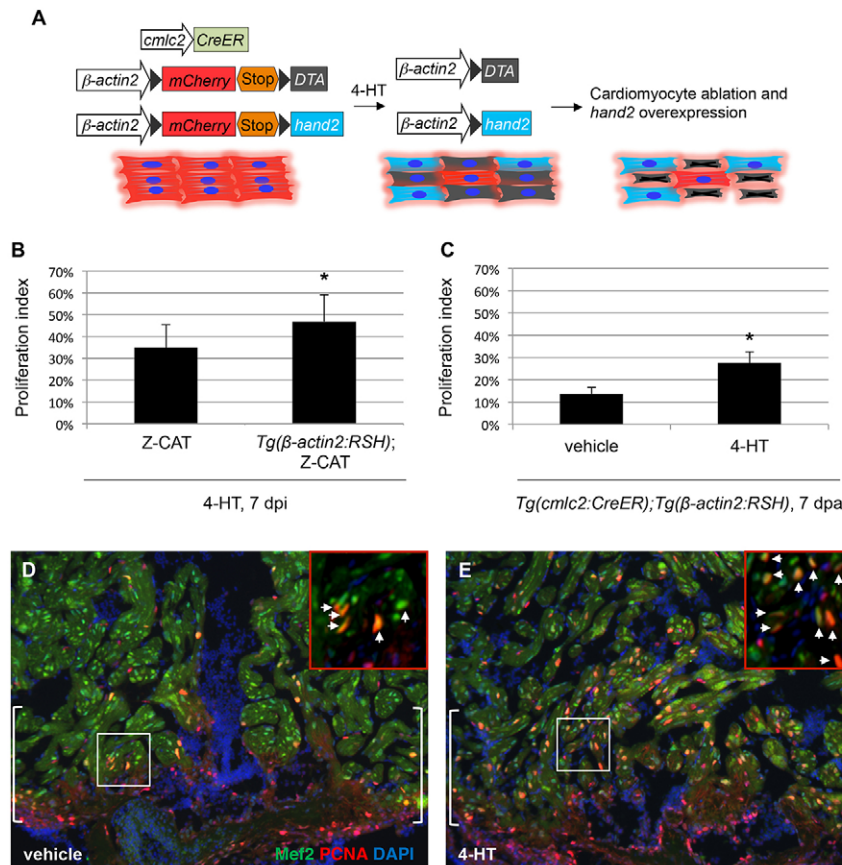 A
cmlc2 CreER
β-actin2 mCherry Stop DTA
β-actin2 mCherry Stop hand2
4-HT
β-actin2 DTA
β-actin2 hand2
Cardiomyocyte ablation and
hand2 overexpression
B
Proliferation index
70%
60%
50%
40%
30%
20%
10%
0%
*
Z-CAT
Tg(β-actin2:RSH);
Z-CAT
4-HT, 7 dpi
C
Proliferation index
70%
60%
50%
40%
30%
20%
10%
0%
*
vehicle
4-HT
Tg(cmlc2:CreER);Tg(β-actin2:RSH), 7 dpa
D
vehicle
Mef2 PCNA DAPI
E
4-HT